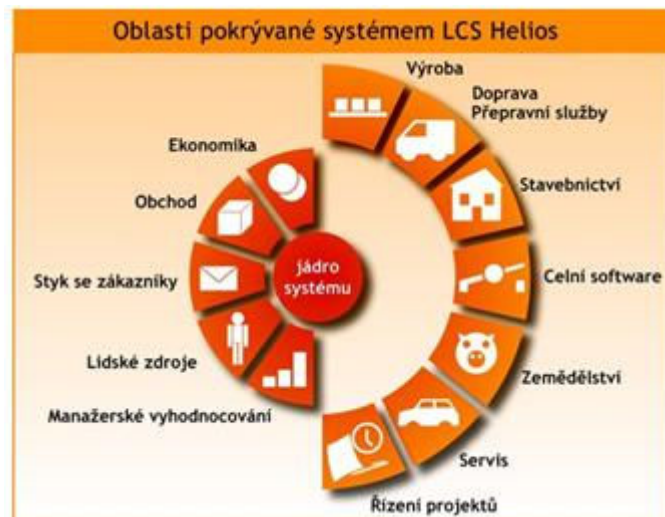 Oblasti pokrývané systémem LCS Helios
Výroba
Doprava
Přepravní služby
Stavebnictví
Celní software
Zemědělství
Servis
Řízení projektů
Ekonomika
Obchod
Styk se zákazníky
Lidské zdroje
Manažerské vyhodnocování
jádro
systému